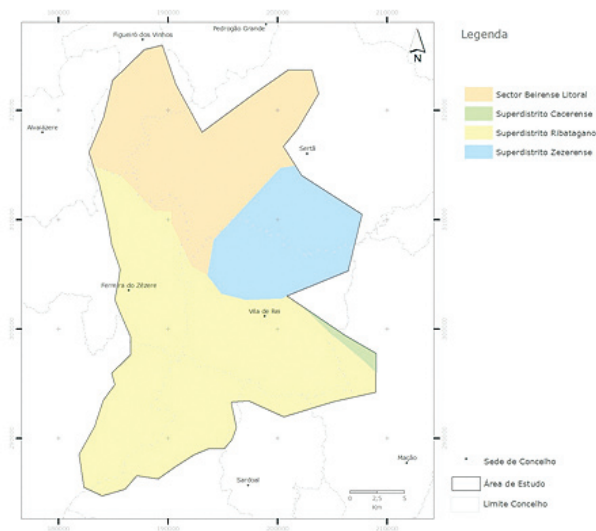 Pedrogão Grande
Figueiró dos Vinhos
Legenda
N
Sector Beirense Litoral
Superdistrito Cacerense
Superdistrito Ribatagano
Superdistrito Zezerense
Alvaiázere
Sertã
Ferreira do Zêzere
Vila de Rei
Mação
Sardoal
Sede de Concelho
Área de Estudo
Limite Concelho
0 2,5 5
Km